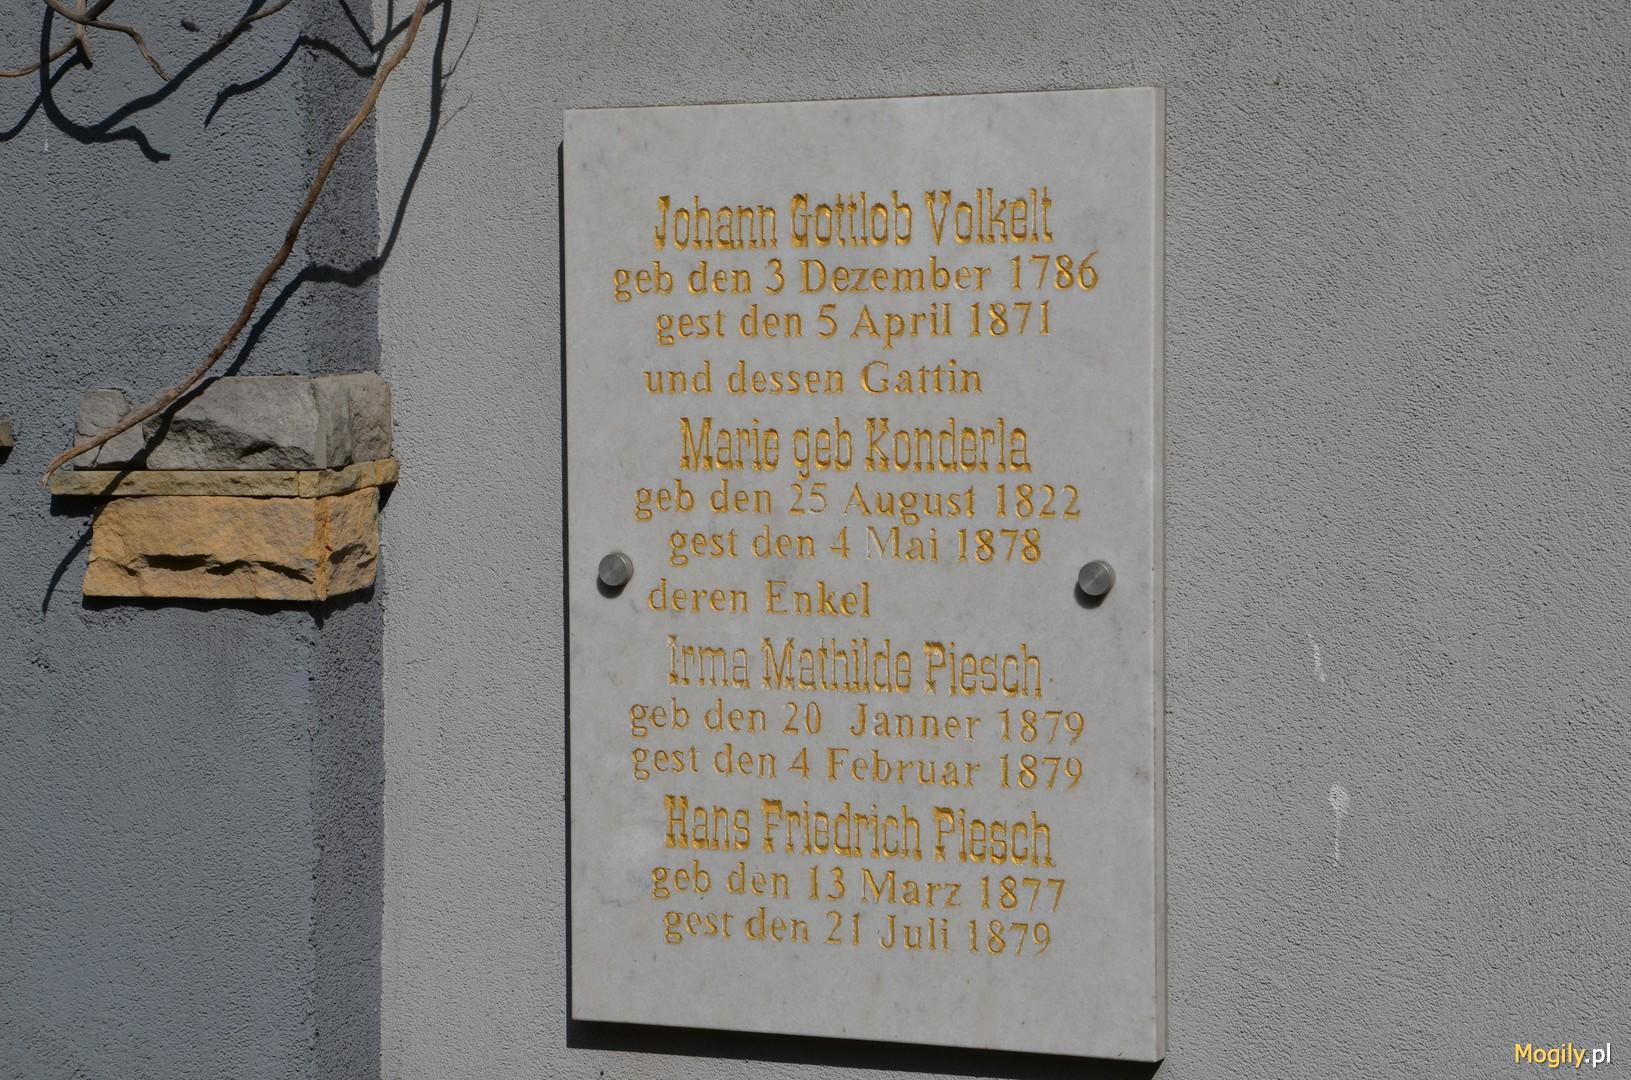 Johann Gottlob Volkelt
geb den 3 Dezember 1786
gest den 5 April 1871
und dessen Gattin
Marie geb Konderla
geb den 25 August 1822
gest den 4 Mai 1878
deren Enkel
Irma Mathilde Piesch
geb den 20 Janner 1879
gest den 4 Februar 1879
Hans Friedrich Piesch
geb den 13 Marz 1877
gest den 21 Juli 1879
Mogily.pl